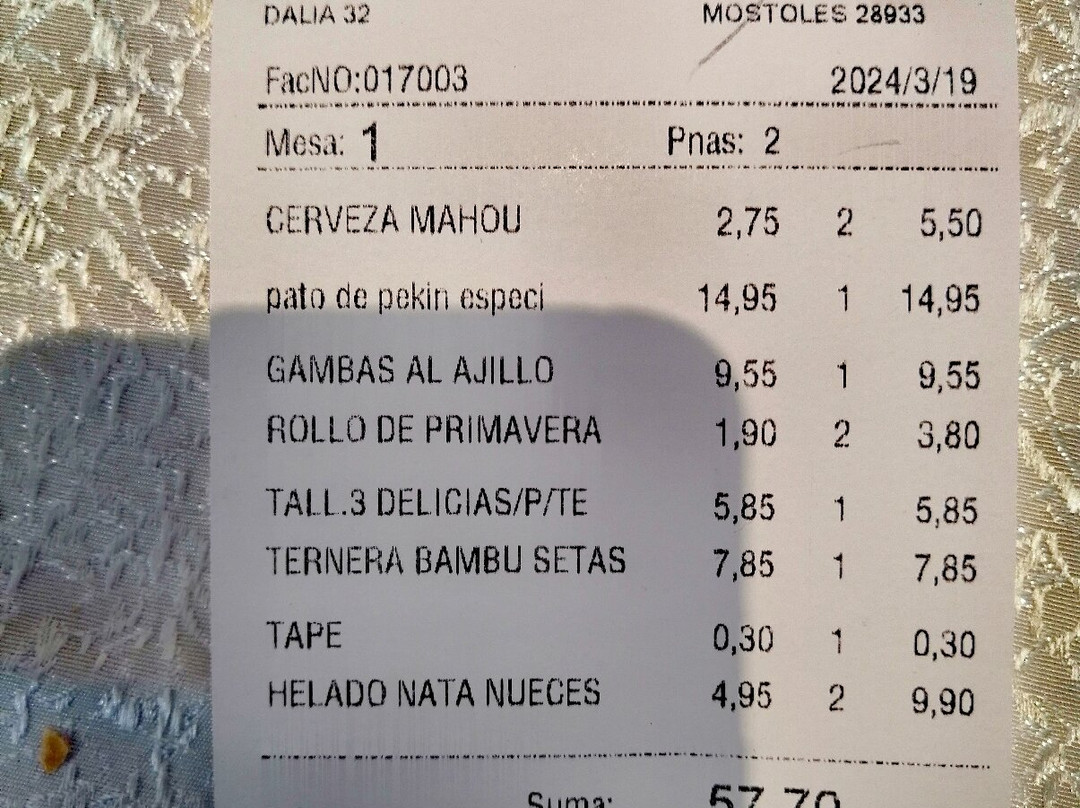 DALIA 32 MOSTOLES 28933
FacNO:017003 2024/3/19
Mesa: 1 Pnas: 2
CERVEZA MAHOU 2,75 2 5,50
pato de pekin especi 14,95 1 14,95
GAMBAS AL AJILLO 9,55 1 9,55
ROLLO DE PRIMAVERA 1,90 2 3,80
TALL.3 DELICIAS/P/TE 5,85 1 5,85
TERNERA BAMBU SETAS 7,85 1 7,85
TAPE 0,30 1 0,30
HELADO NATA NUECES 4,95 2 9,90
Suma: 57,70